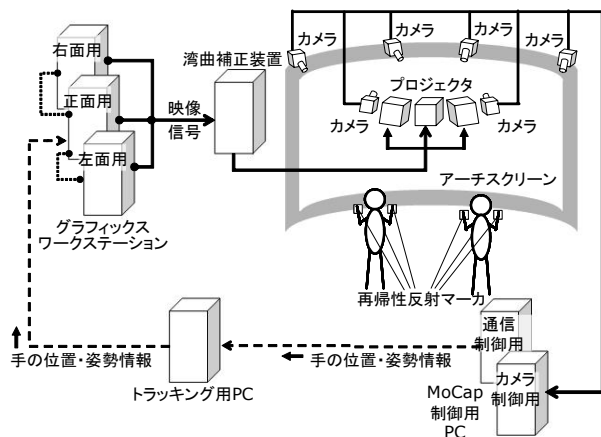 カメラ
カメラ
カメラ
カメラ
右面用
湾曲補正装置
正面用
映像
信号
プロジェクタ
カメラ
カメラ
左面用
アーチスクリーン
グラフィックス
ワークステーション
再帰性反射マーカ
通信
制御用
手の位置・姿勢情報
手の位置・姿勢情報
トラッキング用PC
カメラ
制御用
MoCap
制御用
PC